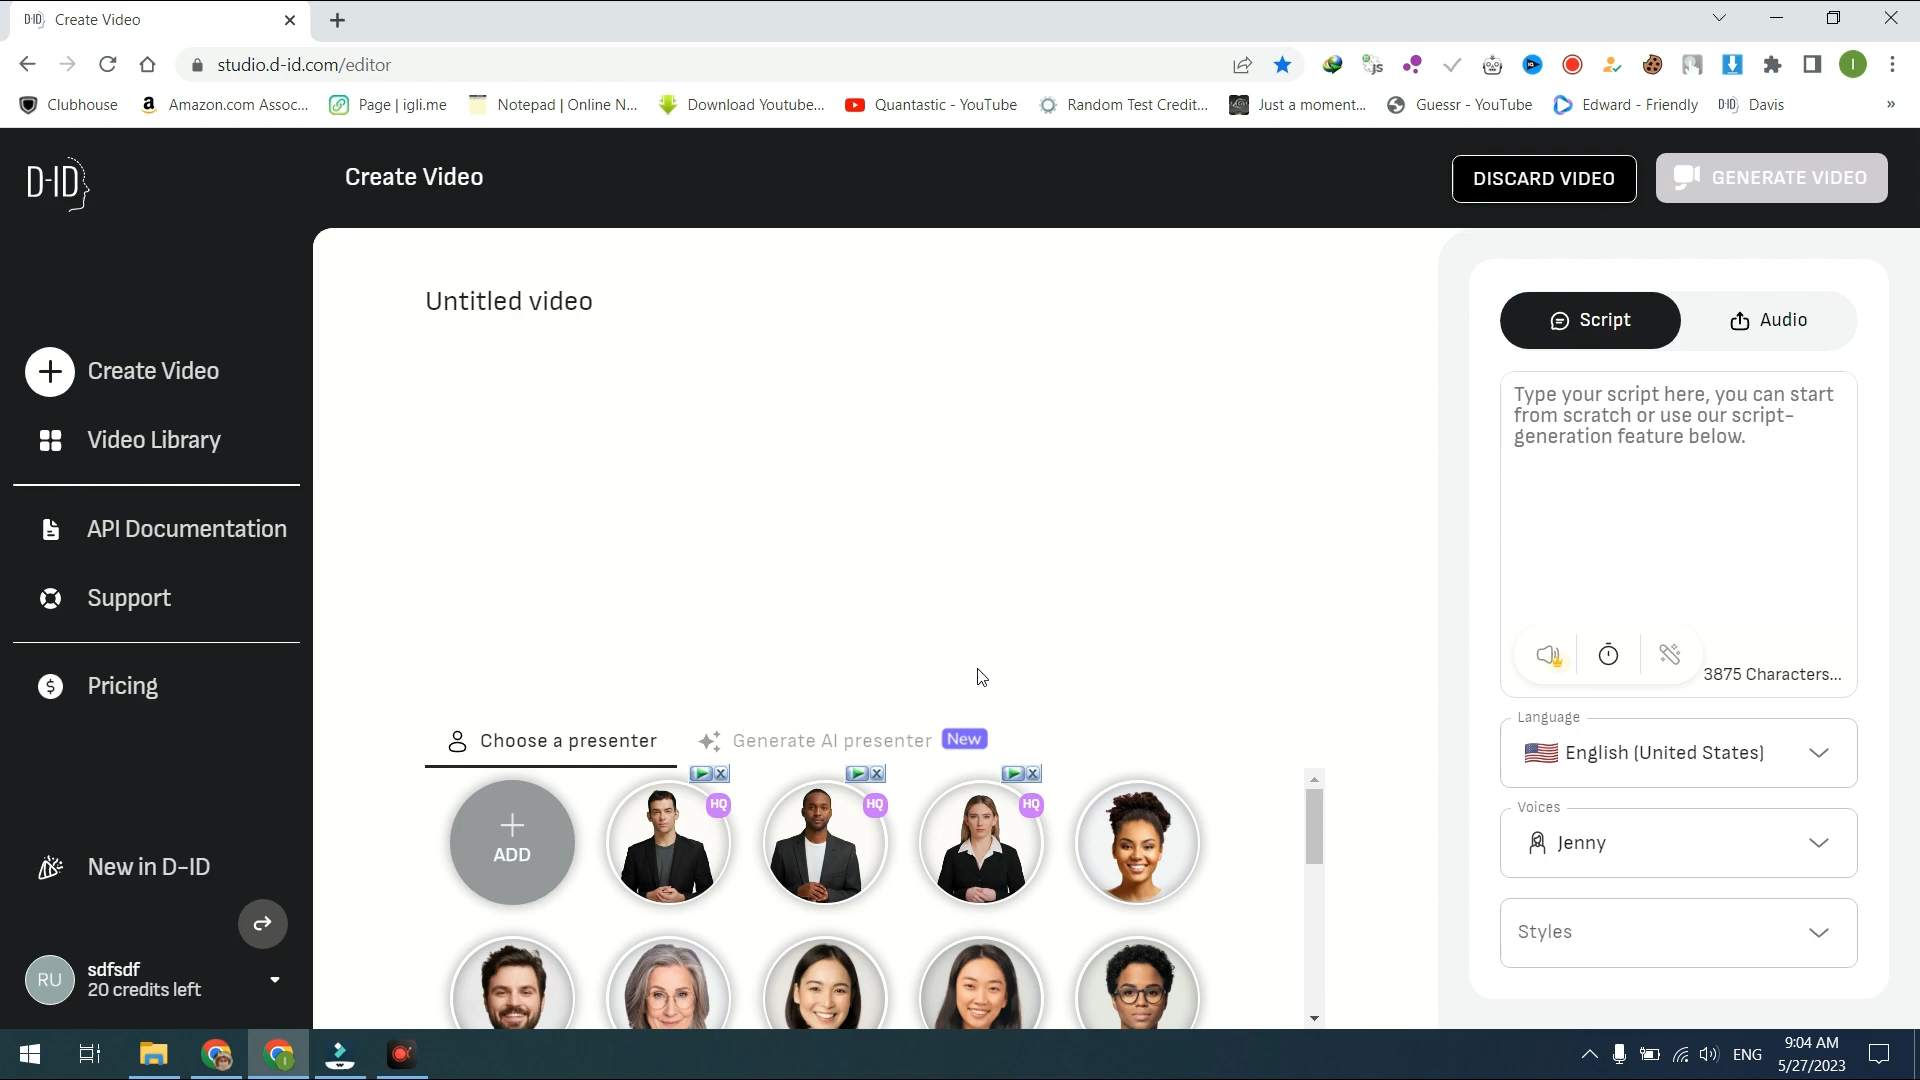 D-ID Create Video
studio.d-id.com/editor
Clubhouse
Amazon.com Assoc...
Page | igli.me
Notepad | Online N...
Download Youtube...
Quantastic - YouTube
Random Test Credit...
Just a moment...
Guessr - YouTube
Edward - Friendly
D-ID Davis
»
D-ID
Create Video
DISCARD VIDEO
GENERATE VIDEO
Create Video
Video Library
API Documentation
Support
Pricing
New in D-ID
RU
sdfsdf
20 credits left
Untitled video
Choose a presenter
Generate AI presenter New
ADD
HQ
HQ
HQ
Script
Audio
Type your script here, you can start
from scratch or use our script-
generation feature below.
3875 Characters...
Language
English (United States)
Voices
Jenny
Styles
ENG
9:04 AM
5/27/2023